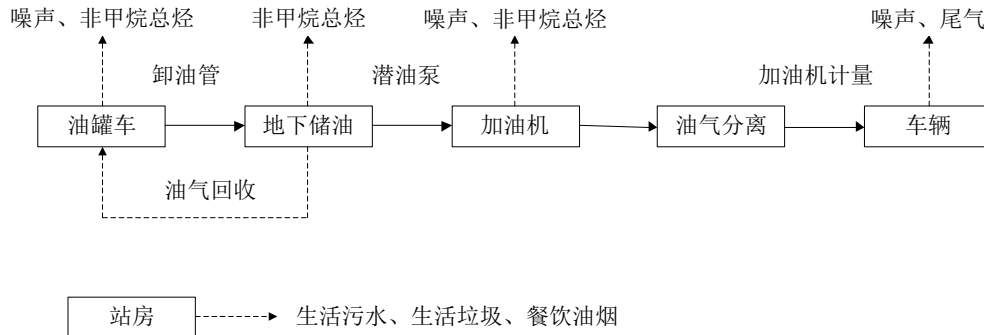 噪声、非甲烷总烃 非甲烷总烃 噪声、非甲烷总烃 噪声、尾气
卸油管 潜油泵 加油机计量
油罐车 地下储油 加油机 油气分离 车辆
油气回收
站房 生活污水、生活垃圾、餐饮油烟